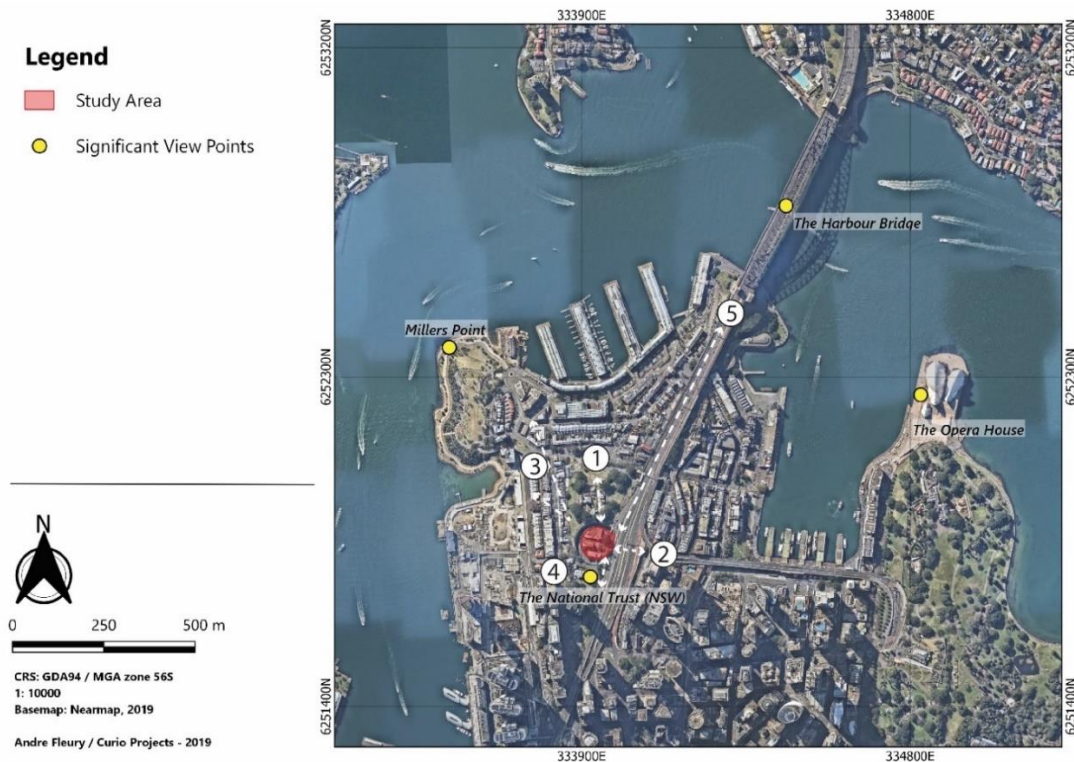 333900E
334800E
6253200N
6253200N
Legend
Study Area
Significant View Points
The Harbour Bridge
5
Millers Point
6252300N
6252300N
The Opera House
1
3
2
4
The National Trust (NSW)
N
0 250 500 m
CRS: GDA94 / MGA zone 56S
1: 10000
Basemap: Nearmap, 2019
Andre Fleury / Curio Projects - 2019
6251400N
6251400N
333900E
334800E